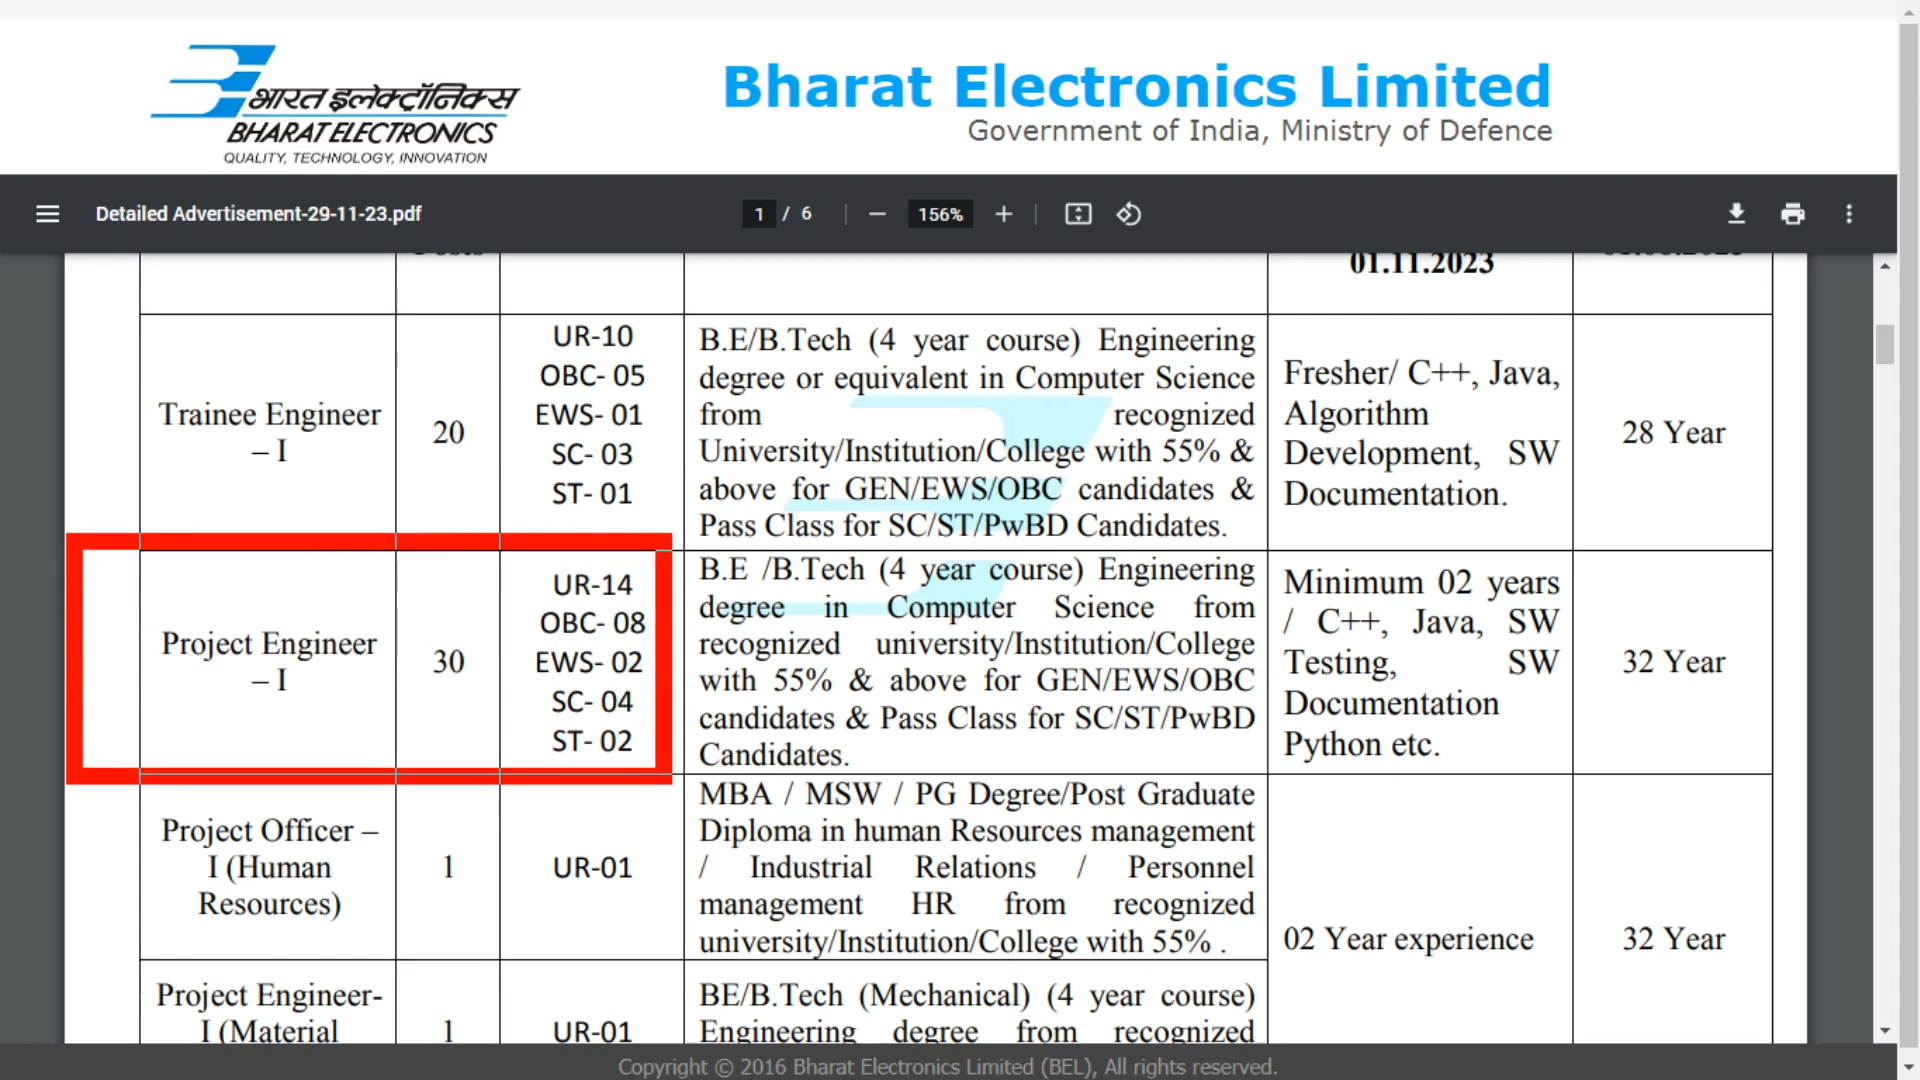 भारत इलेक्ट्रॉनिक्स
BHARAT ELECTRONICS
QUALITY, TECHNOLOGY, INNOVATION
Bharat Electronics Limited
Government of India, Ministry of Defence
Detailed Advertisement-29-11-23.pdf
1 / 6
156%
01.11.2023
Trainee Engineer
– I
20
UR-10
OBC- 05
EWS- 01
SC- 03
ST- 01
B.E/B.Tech (4 year course) Engineering
degree or equivalent in Computer Science
from recognized
University/Institution/College with 55% &
above for GEN/EWS/OBC candidates &
Pass Class for SC/ST/PwBD Candidates.
Fresher/ C++, Java,
Algorithm
Development, SW
Documentation.
28 Year
Project Engineer
– I
30
UR-14
OBC- 08
EWS- 02
SC- 04
ST- 02
B.E /B.Tech (4 year course) Engineering
degree in Computer Science from
recognized university/Institution/College
with 55% & above for GEN/EWS/OBC
candidates & Pass Class for SC/ST/PwBD
Candidates.
Minimum 02 years
/ C++, Java, SW
Testing, SW
Documentation
Python etc.
32 Year
Project Officer –
I (Human
Resources)
1
UR-01
MBA / MSW / PG Degree/Post Graduate
Diploma in human Resources management
/ Industrial Relations / Personnel
management HR from recognized
university/Institution/College with 55% .
02 Year experience
32 Year
Project Engineer-
I (Material
1
UR-01
BE/B.Tech (Mechanical) (4 year course)
Engineering degree from recognized
Copyright © 2016 Bharat Electronics Limited (BEL), All rights reserved.